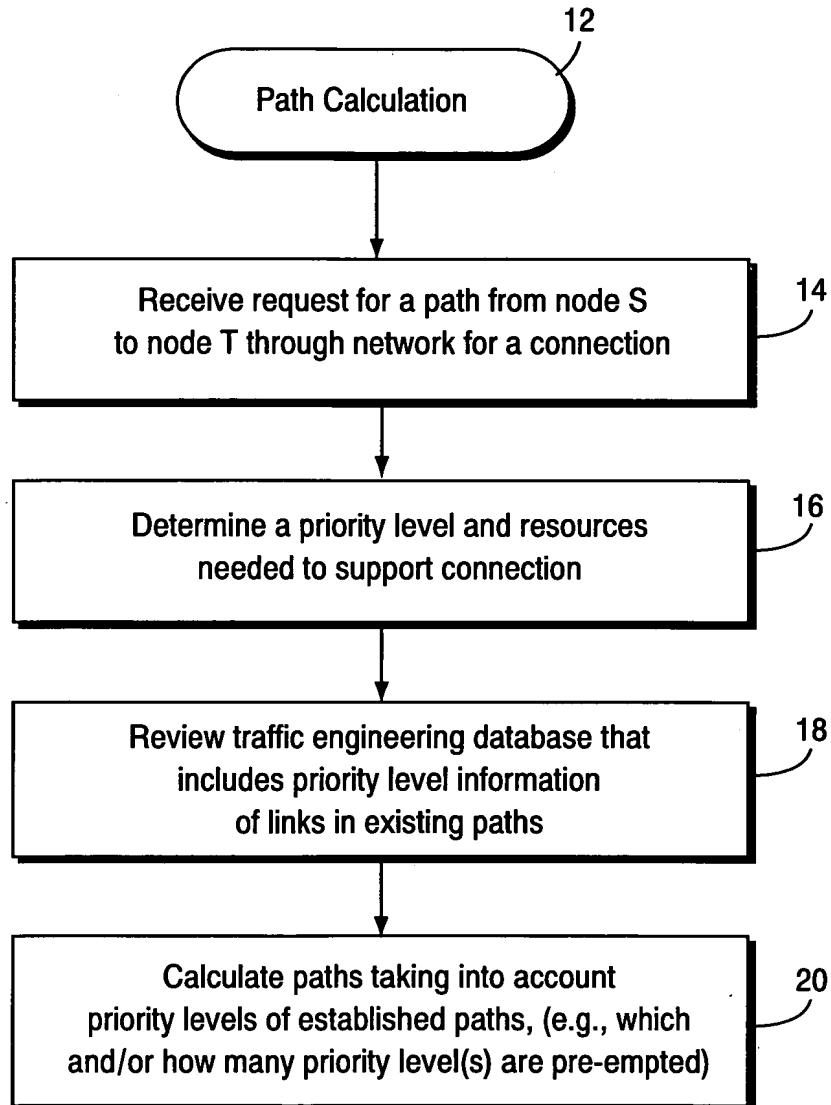 12
Path Calculation
Receive request for a path from node S
to node T through network for a connection
14
Determine a priority level and resources
needed to support connection
16
Review traffic engineering database that
includes priority level information
of links in existing paths
18
Calculate paths taking into account
priority levels of established paths, (e.g., which
and/or how many priority level(s) are pre-empted)
20